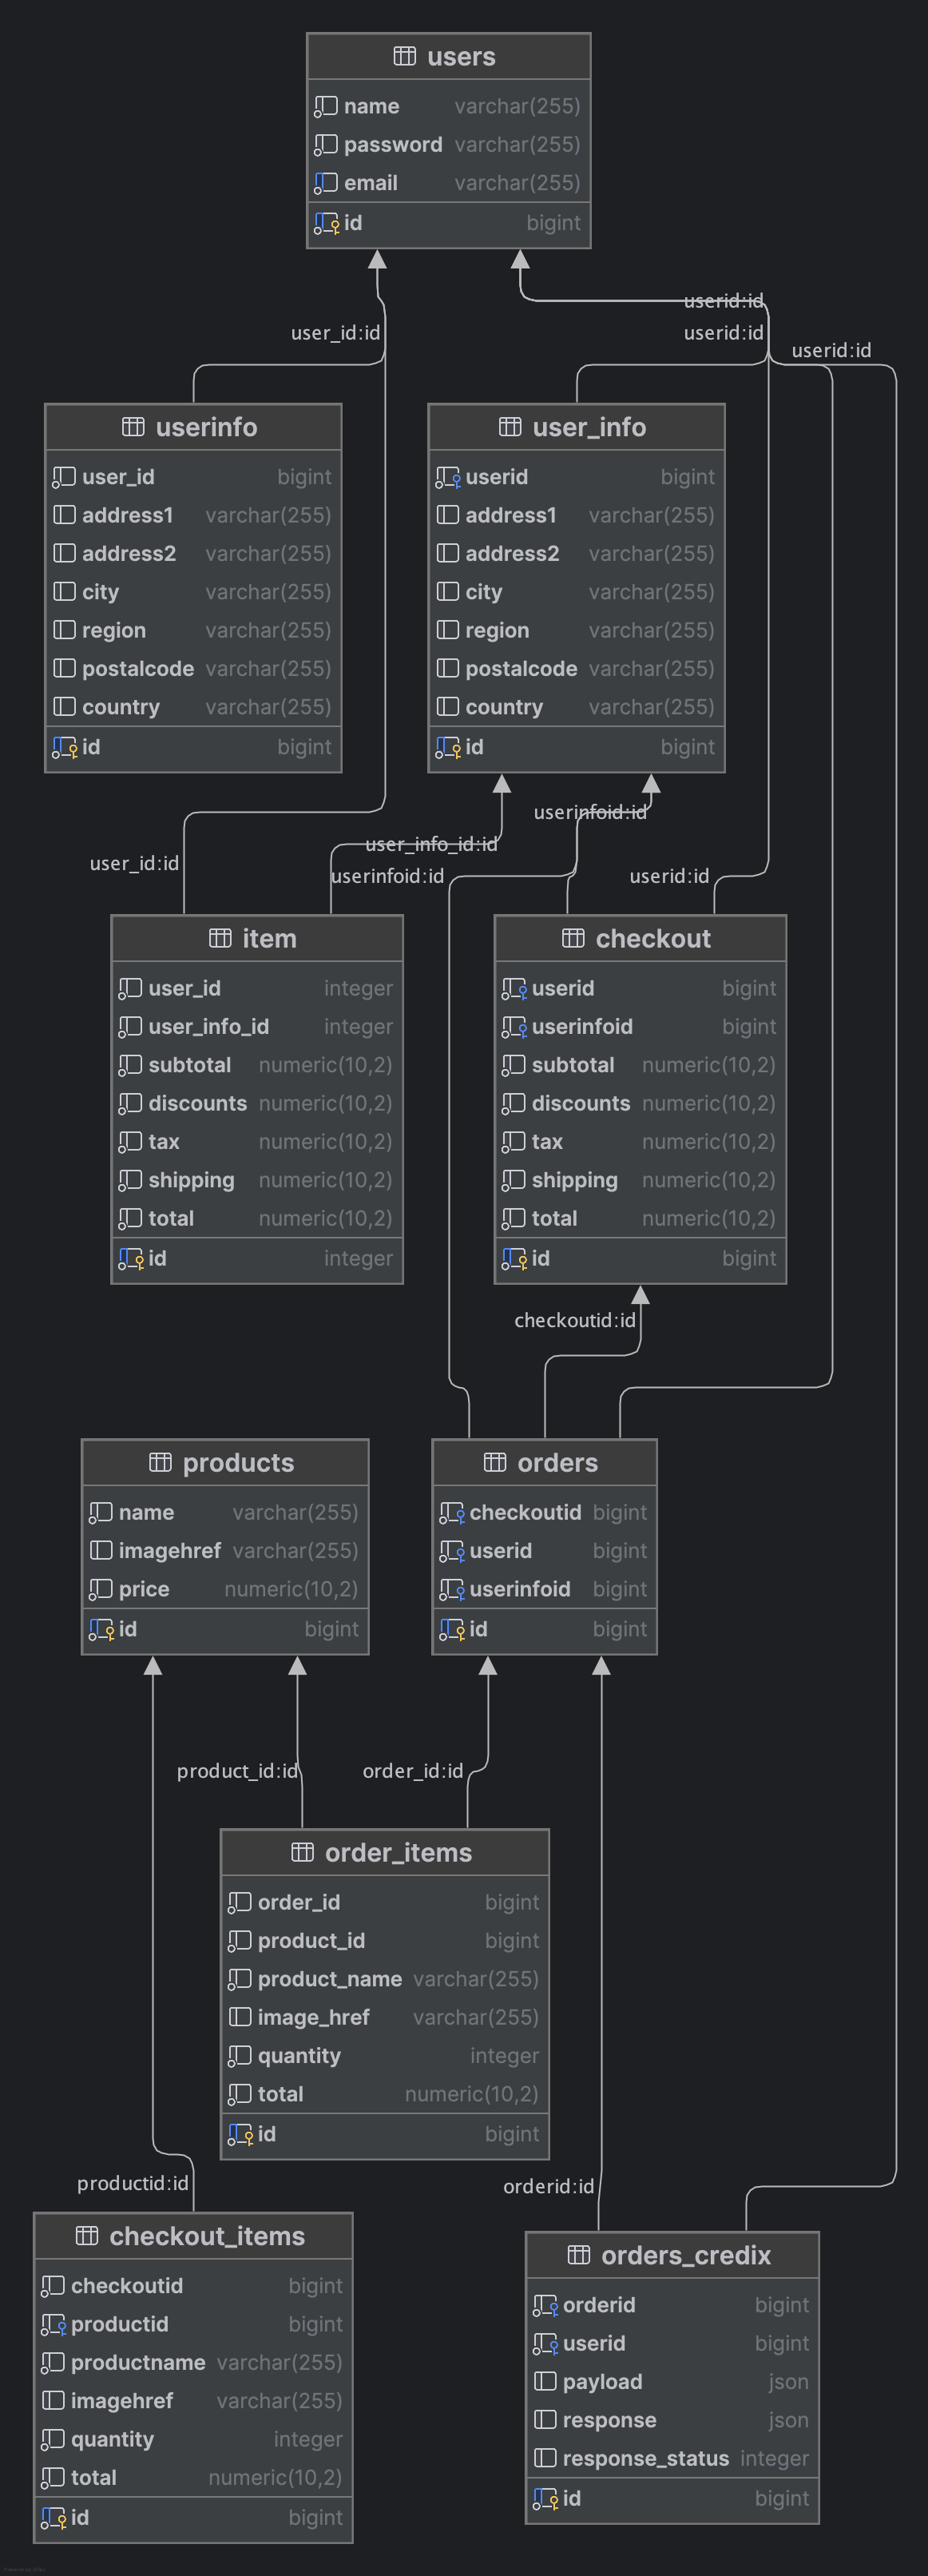 users
name varchar(255)
password varchar(255)
email varchar(255)
id bigint
userid:id
user_id:id
userid:id
userid:id
userinfo
user_id bigint
address1 varchar(255)
address2 varchar(255)
city varchar(255)
region varchar(255)
postalcode varchar(255)
country varchar(255)
id bigint
user_info
userid bigint
address1 varchar(255)
address2 varchar(255)
city varchar(255)
region varchar(255)
postalcode varchar(255)
country varchar(255)
id bigint
userinfoid:id
user_info_id:id
user_id:id
userinfoid:id
userid:id
item
user_id integer
user_info_id integer
subtotal numeric(10,2)
discounts numeric(10,2)
tax numeric(10,2)
shipping numeric(10,2)
total numeric(10,2)
id integer
checkout
userid bigint
userinfoid bigint
subtotal numeric(10,2)
discounts numeric(10,2)
tax numeric(10,2)
shipping numeric(10,2)
total numeric(10,2)
id bigint
checkoutid:id
products
name varchar(255)
imagehref varchar(255)
price numeric(10,2)
id bigint
orders
checkoutid bigint
userid bigint
userinfoid bigint
id bigint
product_id:id
order_id:id
order_items
order_id bigint
product_id bigint
product_name varchar(255)
image_href varchar(255)
quantity integer
total numeric(10,2)
id bigint
productid:id
orderid:id
checkout_items
checkoutid bigint
productid bigint
productname varchar(255)
imagehref varchar(255)
quantity integer
total numeric(10,2)
id bigint
orders_credix
orderid bigint
userid bigint
payload json
response json
response_status integer
id bigint